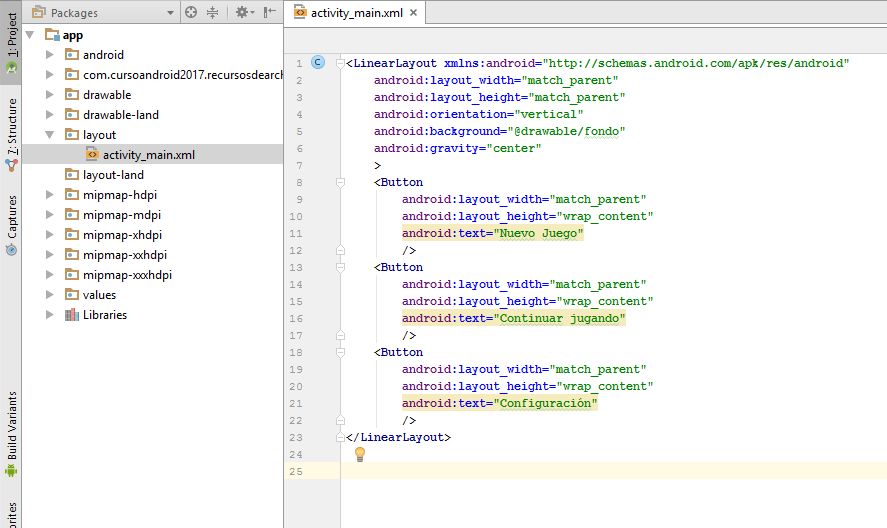 1: Project
7: Structure
Captures
Build Variants
Packages
app
android
com.cursoandroid2017.recursosdearch
drawable
drawable-land
layout
activity_main.xml
layout-land
mipmap-hdpi
mipmap-mdpi
mipmap-xhdpi
mipmap-xxhdpi
mipmap-xxxhdpi
values
Libraries
activity_main.xml
1 <LinearLayout xmlns:android="http://schemas.android.com/apk/res/android"
2 android:layout_width="match_parent"
3 android:layout_height="match_parent"
4 android:orientation="vertical"
5 android:background="@drawable/fondo"
6 android:gravity="center"
7 >
8 <Button
9 android:layout_width="match_parent"
10 android:layout_height="wrap_content"
11 android:text="Nuevo Juego"
12 />
13 <Button
14 android:layout_width="match_parent"
15 android:layout_height="wrap_content"
16 android:text="Continuar jugando"
17 />
18 <Button
19 android:layout_width="match_parent"
20 android:layout_height="wrap_content"
21 android:text="Configuración"
22 />
23 </LinearLayout>
24
25